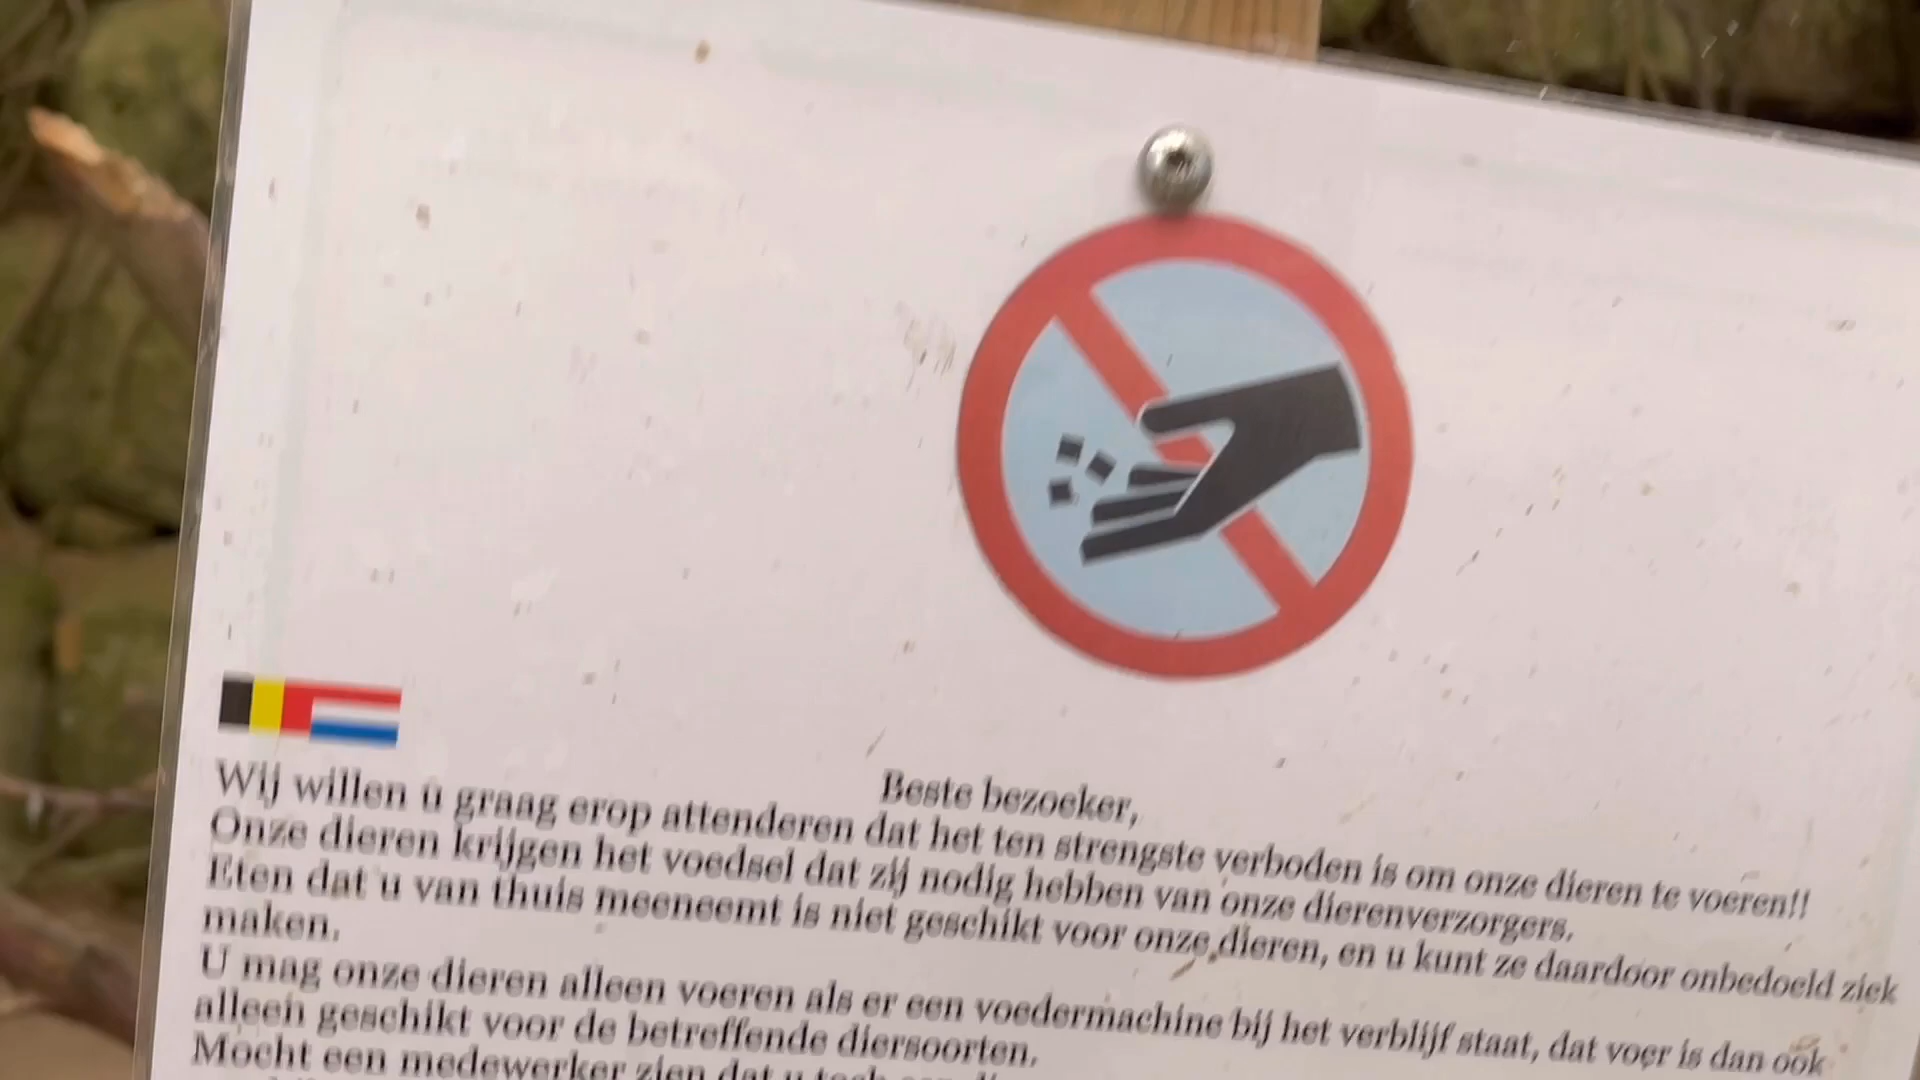 Beste bezoeker,
Wij willen u graag erop attenderen dat het ten strengste verboden is om onze dieren te voeren!!
Onze dieren krijgen het voedsel dat zij nodig hebben van onze dierenverzorgers.
Eten dat u van thuis meeneemt is niet geschikt voor onze dieren, en u kunt ze daardoor onbedoeld ziek
maken.
U mag onze dieren alleen voeren als er een voedermachine bij het verblijf staat, dat voer is dan ook
alleen geschikt voor de betreffende diersoorten.
Mocht een medewerker zien dat u toch